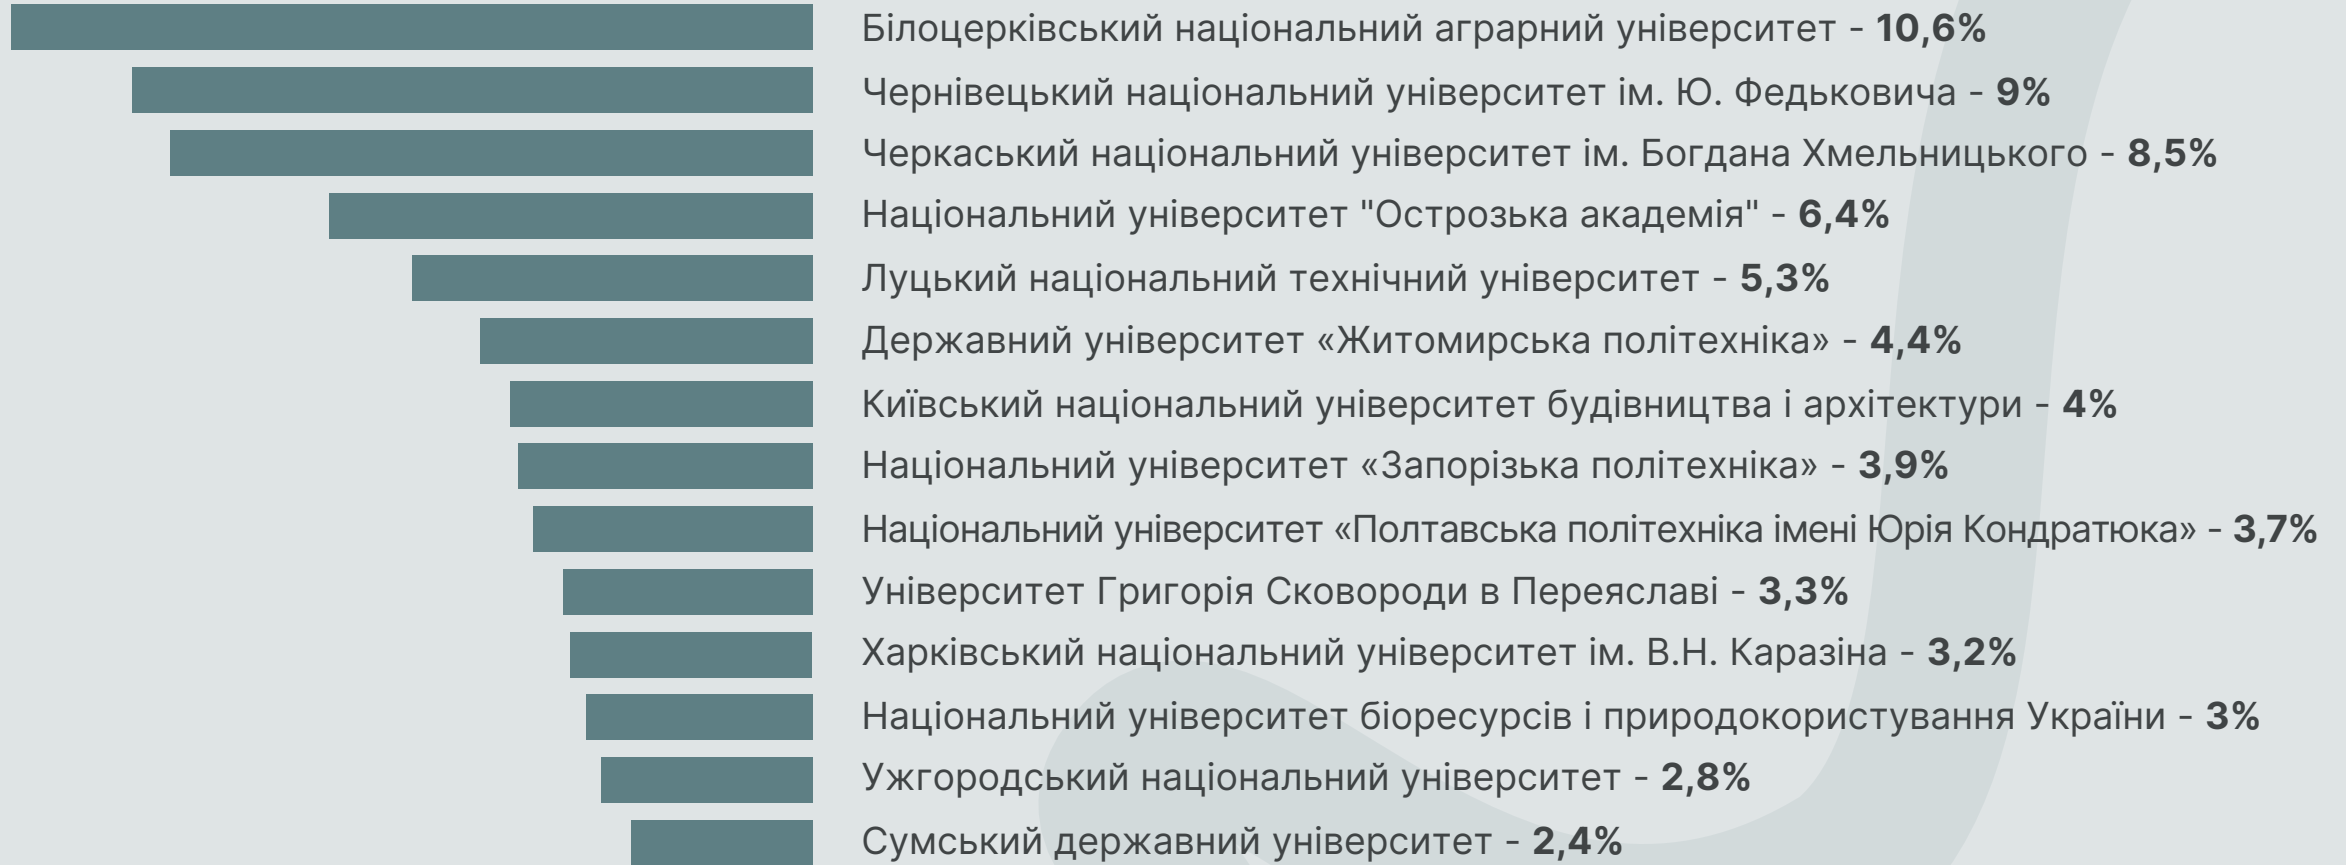 Білоцерківський національний аграрний університет - 10,6%
Чернівецький національний університет ім. Ю. Федьковича - 9%
Черкаський національний університет ім. Богдана Хмельницького - 8,5%
Національний університет "Острозька академія" - 6,4%
Луцький національний технічний університет - 5,3%
Державний університет «Житомирська політехніка» - 4,4%
Київський національний університет будівництва і архітектури - 4%
Національний університет «Запорізька політехніка» - 3,9%
Національний університет «Полтавська політехніка імені Юрія Кондратюка» - 3,7%
Університет Григорія Сковороди в Переяславі - 3,3%
Харківський національний університет ім. В.Н. Каразіна - 3,2%
Національний університет біоресурсів і природокористування України - 3%
Ужгородський національний університет - 2,8%
Сумський державний університет - 2,4%